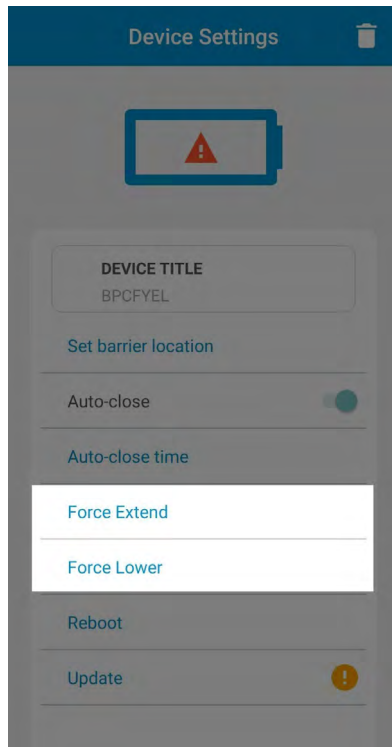 Device Settings
DEVICE TITLE
BPCFYEL
Set barrier location
Auto-close
Auto-close time
Force Extend
Force Lower
Reboot
Update